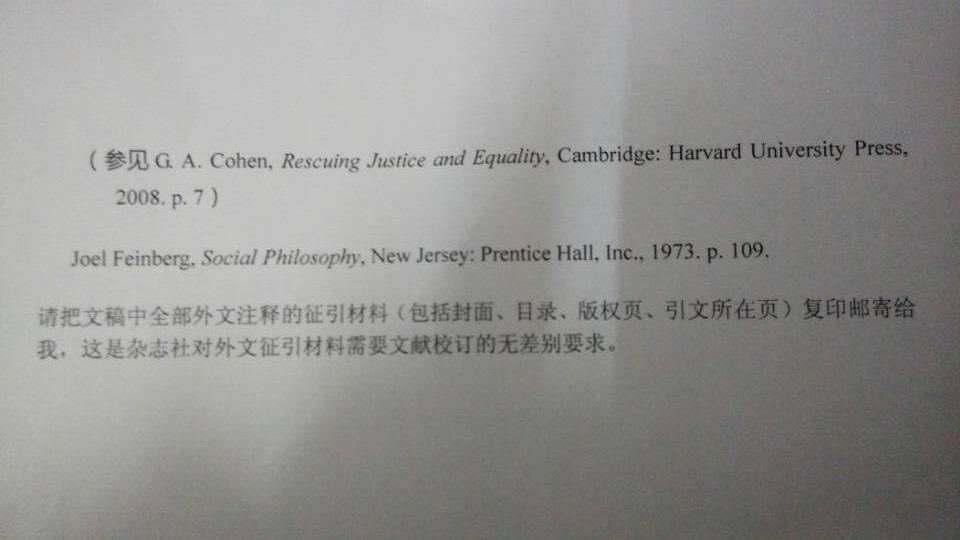 （参见 G. A. Cohen, Rescuing Justice and Equality, Cambridge: Harvard University Press,
2008. p. 7）
Joel Feinberg, Social Philosophy, New Jersey: Prentice Hall, Inc., 1973. p. 109.
请把文稿中全部外文注释的征引材料（包括封面、目录、版权页、引文所在页）复印邮寄给
我，这是杂志社对外文征引材料需要文献校订的无差别要求。